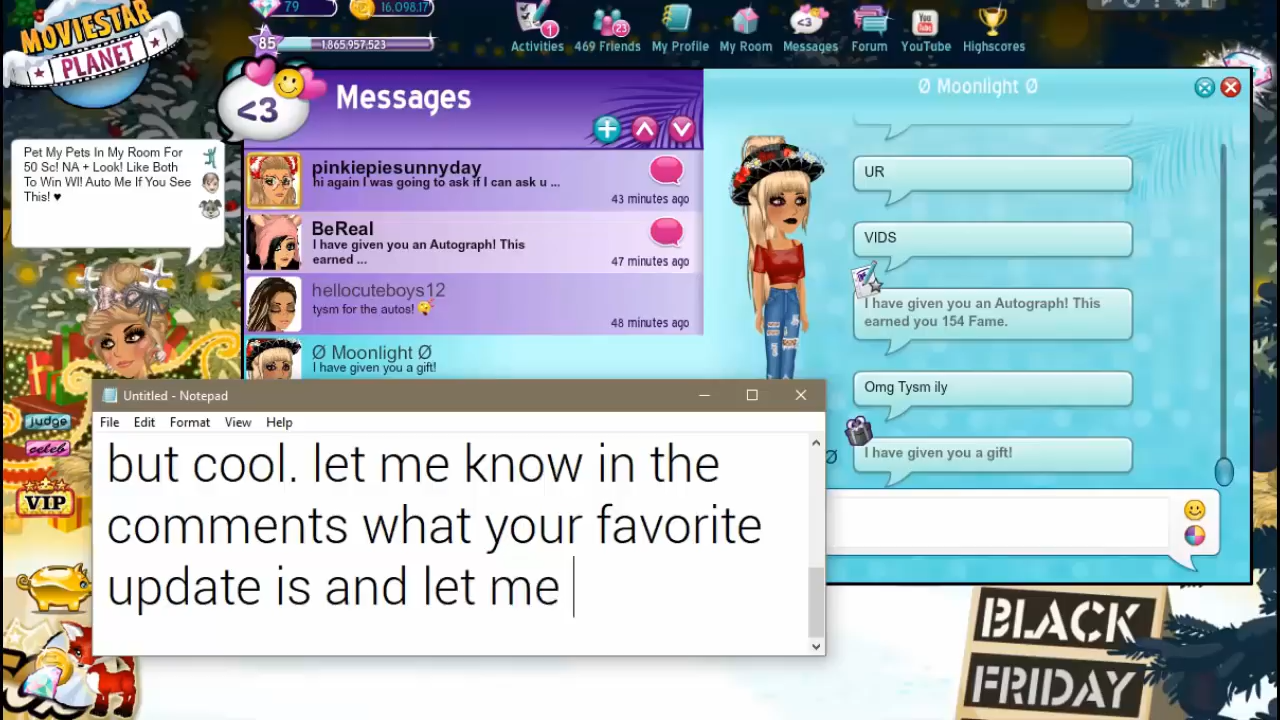 MOVIESTAR
PLANET
79
16.098.17
85
1.865.957.523
1
Activities
23
469 Friends
My Profile
My Room
<3
Messages
Forum
You
Tube
YouTube
Highscores
<3
Messages
Ø Moonlight Ø
Pet My Pets In My Room For
50 Sc! NA + Look! Like Both
To Win WI! Auto Me If You See
This! ♥
pinkiepiesunnyday
hi again I was going to ask if I can ask u ...
43 minutes ago
BeReal
I have given you an Autograph! This
earned ...
47 minutes ago
hellocuteboys12
tysm for the autos!
48 minutes ago
Ø Moonlight Ø
I have given you a gift!
UR
VIDS
I have given you an Autograph! This
earned you 154 Fame.
Omg Tysm ily
I have given you a gift!
Ø
judge
celeb
VIP
Untitled - Notepad
File Edit Format View Help
but cool. let me know in the
comments what your favorite
update is and let me
BLACK
FRIDAY